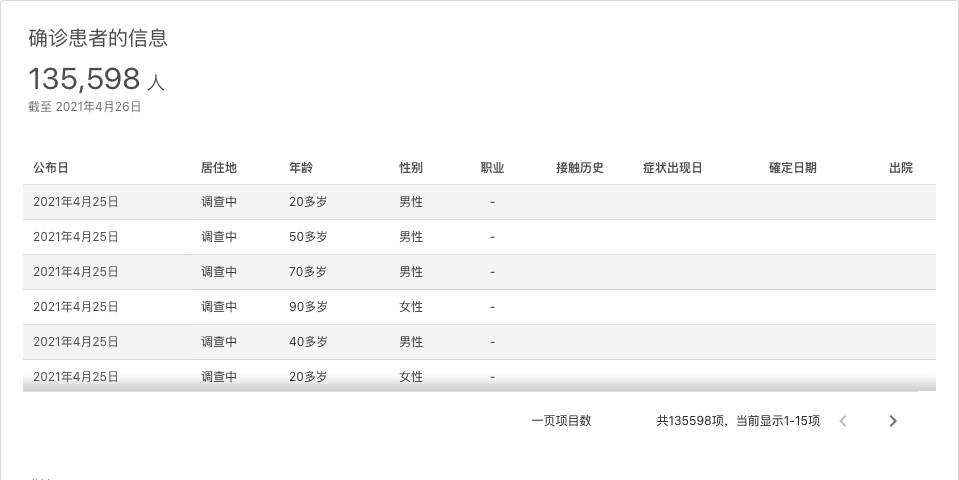 确诊患者的信息
135,598 人
截至 2021年4月26日
公布日 居住地 年龄 性别 职业 接触历史 症状出现日 確定日期 出院
2021年4月25日 调查中 20多岁 男性 -
2021年4月25日 调查中 50多岁 男性 -
2021年4月25日 调查中 70多岁 男性 -
2021年4月25日 调查中 90多岁 女性 -
2021年4月25日 调查中 40多岁 男性 -
2021年4月25日 调查中 20多岁 女性 -
一页项目数 共135598项，当前显示1-15项